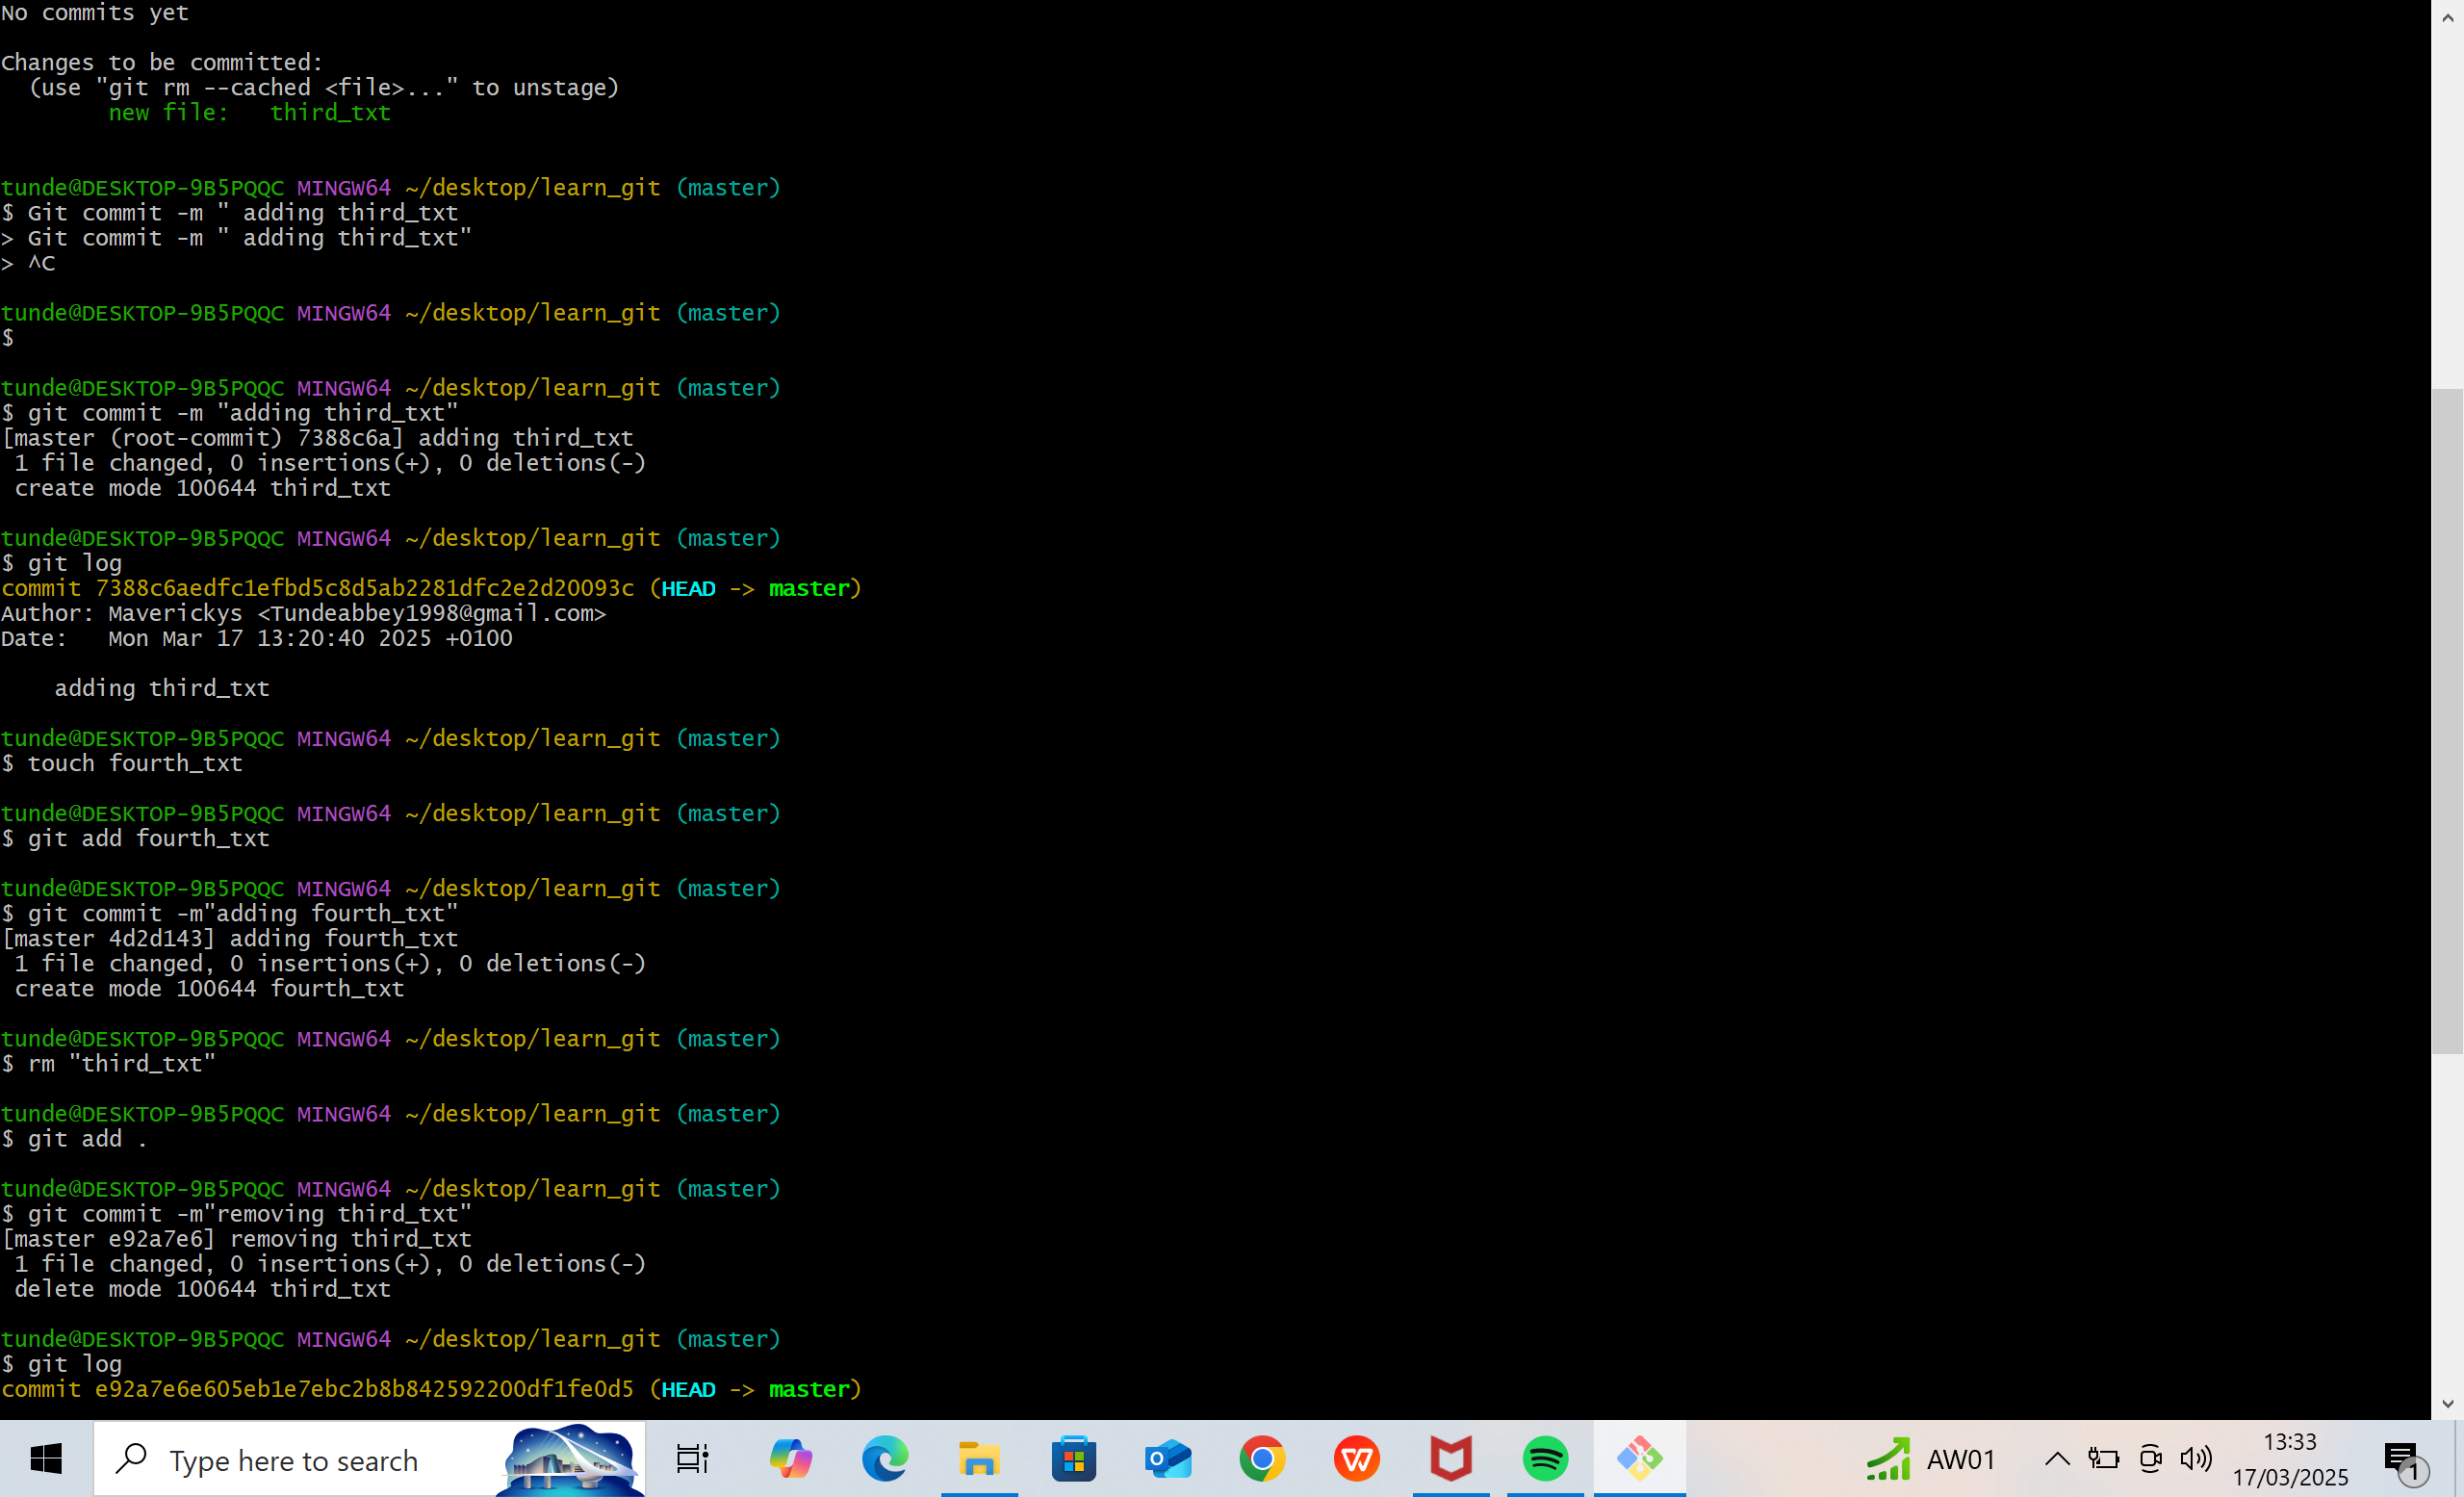 No commits yet
Changes to be committed:
  (use "git rm --cached <file>..." to unstage)
        new file:   third_txt
tunde@DESKTOP-9B5PQQC MINGW64 ~/desktop/learn_git (master)
$ Git commit -m " adding third_txt
> Git commit -m " adding third_txt"
> ^C
tunde@DESKTOP-9B5PQQC MINGW64 ~/desktop/learn_git (master)
$
tunde@DESKTOP-9B5PQQC MINGW64 ~/desktop/learn_git (master)
$ git commit -m "adding third_txt"
[master (root-commit) 7388c6a] adding third_txt
 1 file changed, 0 insertions(+), 0 deletions(-)
 create mode 100644 third_txt
tunde@DESKTOP-9B5PQQC MINGW64 ~/desktop/learn_git (master)
$ git log
commit 7388c6aedfc1efbd5c8d5ab2281dfc2e2d20093c (HEAD -> master)
Author: Maverickys <Tundeabbey1998@gmail.com>
Date:   Mon Mar 17 13:20:40 2025 +0100
    adding third_txt
tunde@DESKTOP-9B5PQQC MINGW64 ~/desktop/learn_git (master)
$ touch fourth_txt
tunde@DESKTOP-9B5PQQC MINGW64 ~/desktop/learn_git (master)
$ git add fourth_txt
tunde@DESKTOP-9B5PQQC MINGW64 ~/desktop/learn_git (master)
$ git commit -m"adding fourth_txt"
[master 4d2d143] adding fourth_txt
 1 file changed, 0 insertions(+), 0 deletions(-)
 create mode 100644 fourth_txt
tunde@DESKTOP-9B5PQQC MINGW64 ~/desktop/learn_git (master)
$ rm "third_txt"
tunde@DESKTOP-9B5PQQC MINGW64 ~/desktop/learn_git (master)
$ git add .
tunde@DESKTOP-9B5PQQC MINGW64 ~/desktop/learn_git (master)
$ git commit -m"removing third_txt"
[master e92a7e6] removing third_txt
 1 file changed, 0 insertions(+), 0 deletions(-)
 delete mode 100644 third_txt
tunde@DESKTOP-9B5PQQC MINGW64 ~/desktop/learn_git (master)
$ git log
commit e92a7e6e605eb1e7ebc2b8b842592200df1fe0d5 (HEAD -> master)
Type here to search
AW01
13:33
17/03/2025
1